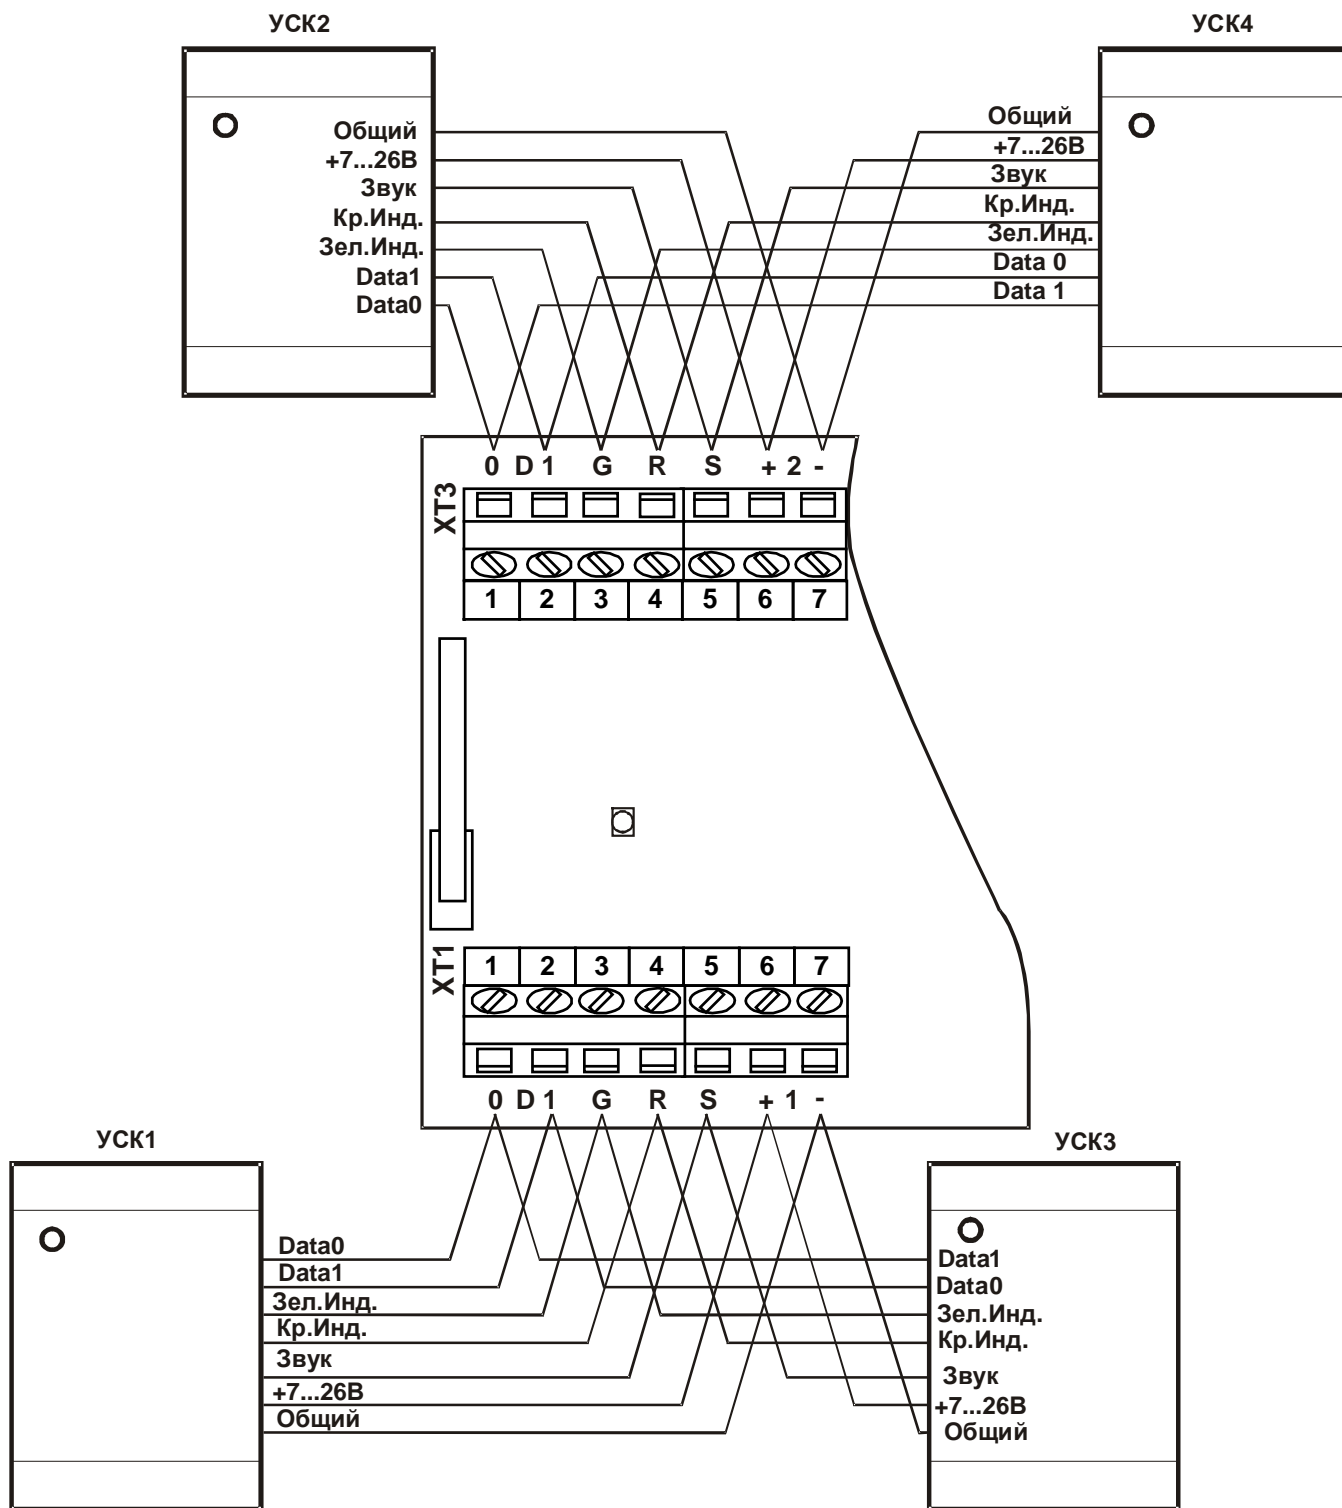 УСК2
УСК4
Общий
+7...26В
Звук
Кр.Инд.
Зел.Инд.
Data1
Data0
Общий
+7...26В
Звук
Кр.Инд.
Зел.Инд.
Data 0
Data 1
0 D 1 G R S + 2 -
XT3
1 2 3 4 5 6 7
XT1
1 2 3 4 5 6 7
0 D 1 G R S + 1 -
УСК1
УСК3
Data0
Data1
Зел.Инд.
Кр.Инд.
Звук
+7...26В
Общий
Data1
Data0
Зел.Инд.
Кр.Инд.
Звук
+7...26В
Общий